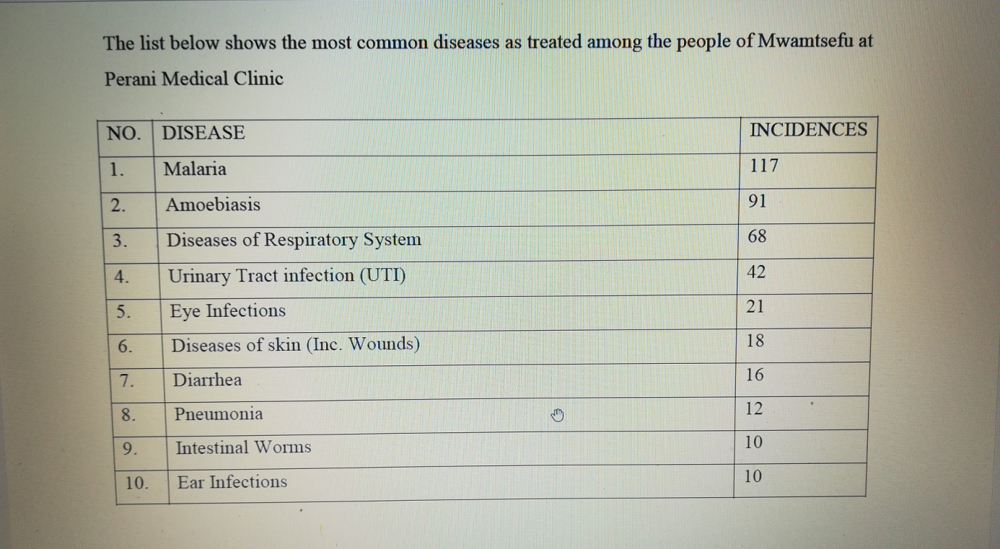 The list below shows the most common diseases as treated among the people of Mwamtsefu at
Perani Medical Clinic
NO. DISEASE INCIDENCES
1. Malaria 117
2. Amoebiasis 91
3. Diseases of Respiratory System 68
4. Urinary Tract infection (UTI) 42
5. Eye Infections 21
6. Diseases of skin (Inc. Wounds) 18
7. Diarrhea 16
8. Pneumonia 12
9. Intestinal Worms 10
10. Ear Infections 10